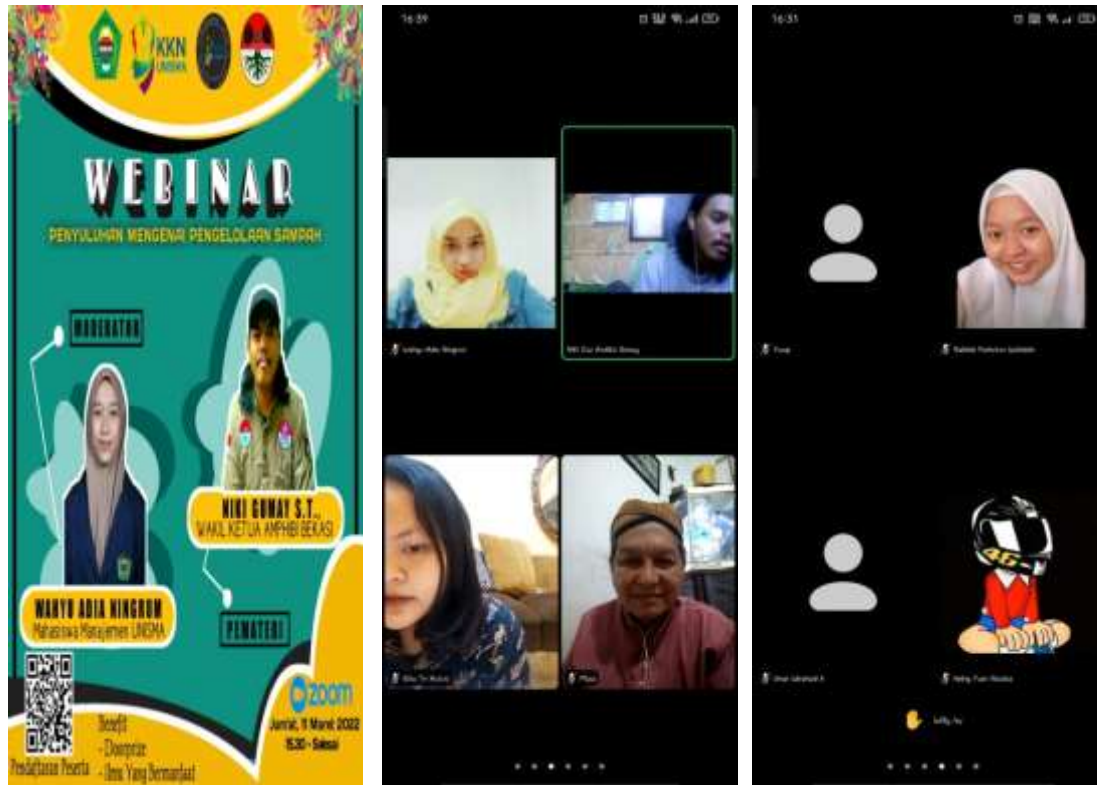 KKN
UNISMA
WEBINAR
PENYULUHAN MENGENAI PENGELOLAAN SAMPAH
MODERATOR
NIKI GUMAY S.T.,
WAKIL KETUA AMPHIBI BEKASI
WAHYU ADIA NINGRUM
Mahasiswa Manajemen UNISMA
PEMATERI
zoom
Jum'at, 11 Maret 2022
15.30 - Selesai
Benefit
- Doorprize
- Ilmu Yang Bermanfaat
Pendaftaran Peserta
16:39
16:31
46